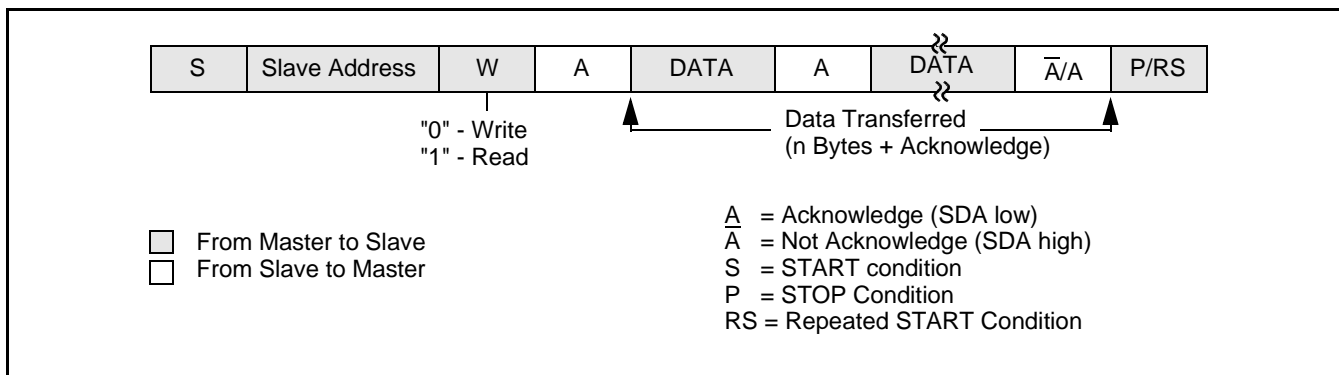 S Slave Address W A DATA A DATA A̅/A P/RS
"0" - Write
"1" - Read
Data Transferred
(n Bytes + Acknowledge)
From Master to Slave
From Slave to Master
A = Acknowledge (SDA low)
A̅ = Not Acknowledge (SDA high)
S = START condition
P = STOP Condition
RS = Repeated START Condition